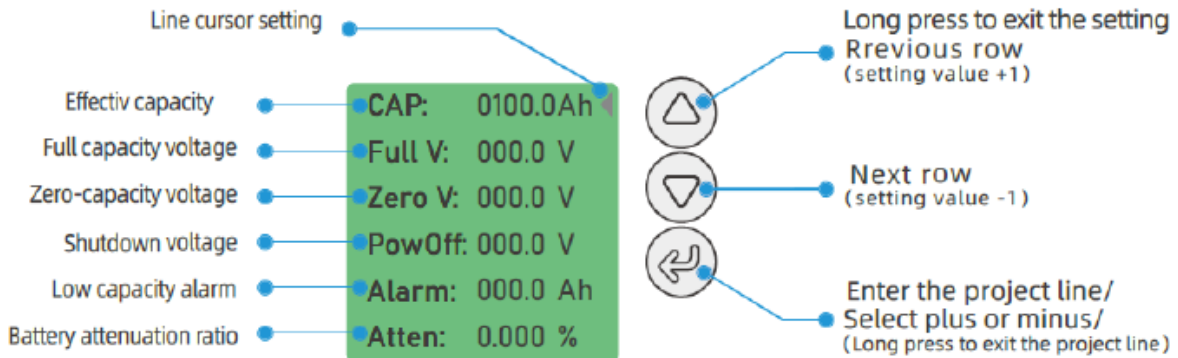 Line cursor setting
Effectiv capacity
Full capacity voltage
Zero-capacity voltage
Shutdown voltage
Low capacity alarm
Battery attenuation ratio
CAP: 0100.0Ah
Full V: 000.0 V
Zero V: 000.0 V
PowOff: 000.0 V
Alarm: 000.0 Ah
Atten: 0.000 %
Long press to exit the setting
Rrevious row
(setting value +1)
Next row
(setting value -1)
Enter the project line/
Select plus or minus/
(Long press to exit the project line)